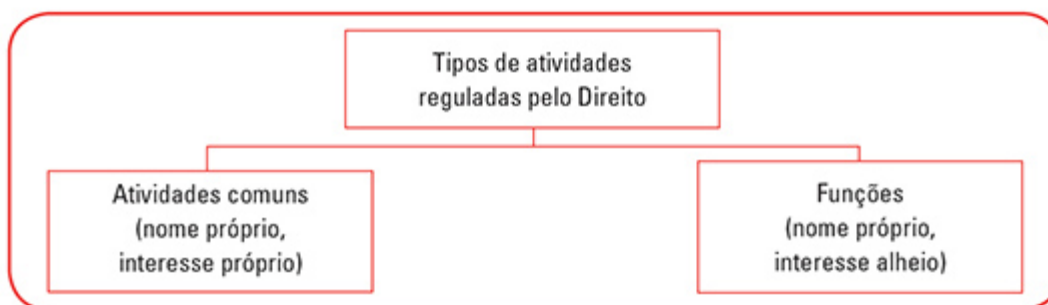 Tipos de atividades
reguladas pelo Direito
Atividades comuns
(nome próprio,
interesse próprio)
Funções
(nome próprio,
interesse alheio)